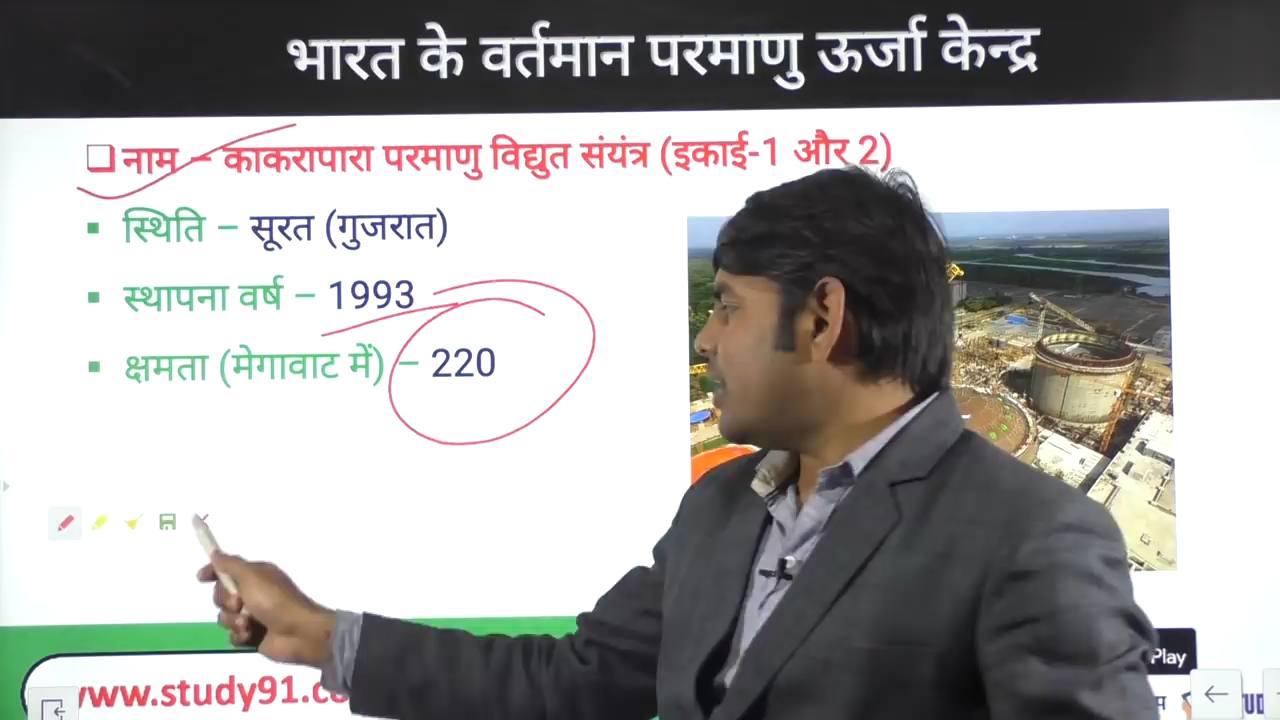 भारत के वर्तमान परमाणु ऊर्जा केन्द्र
नाम – काकरापारा परमाणु विद्युत संयंत्र (इकाई-1 और 2)
स्थिति – सूरत (गुजरात)
स्थापना वर्ष – 1993
क्षमता (मेगावाट में) – 220
Play
www.study91.co